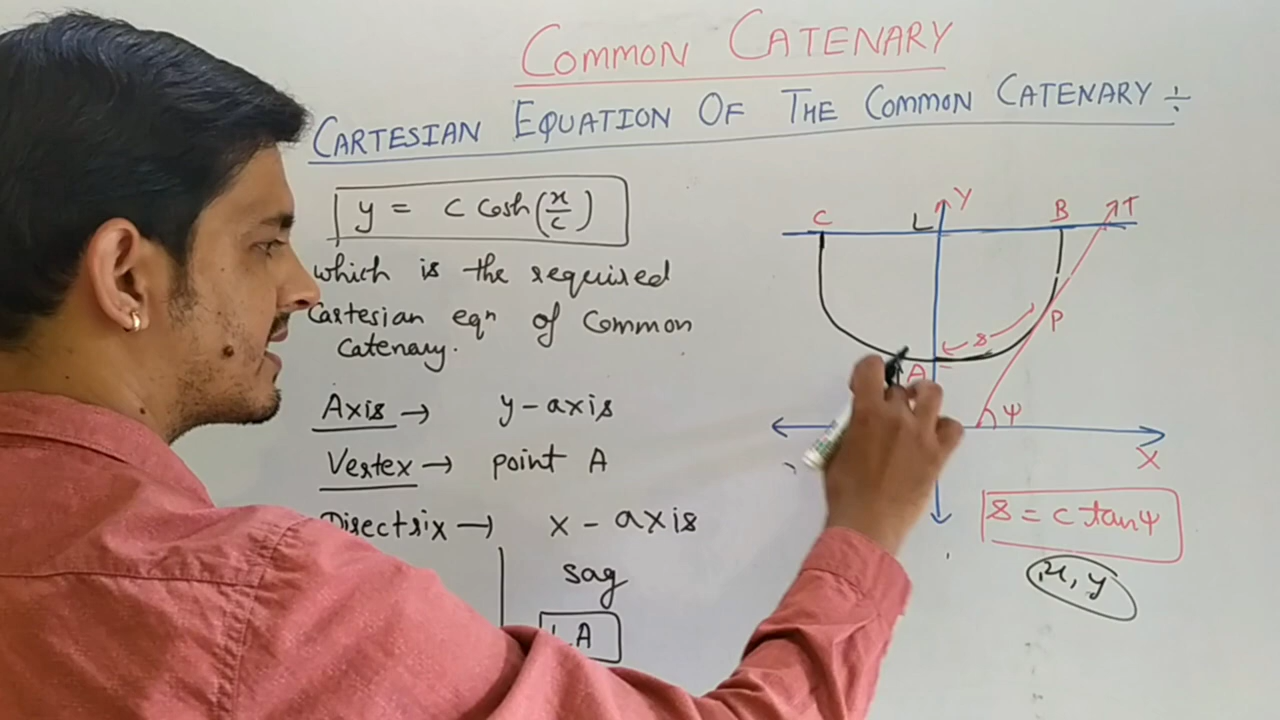 COMMON CATENARY
CARTESIAN EQUATION OF THE COMMON CATENARY ÷
y = c cosh(x/c)
which is the required
Cartesian eqn of Common
Catenary.
Axis → y-axis
Vertex → point A
Directrix → x-axis
sag
LA
C L Y B T
s P
A
ψ
X
s = c tanψ
x, y